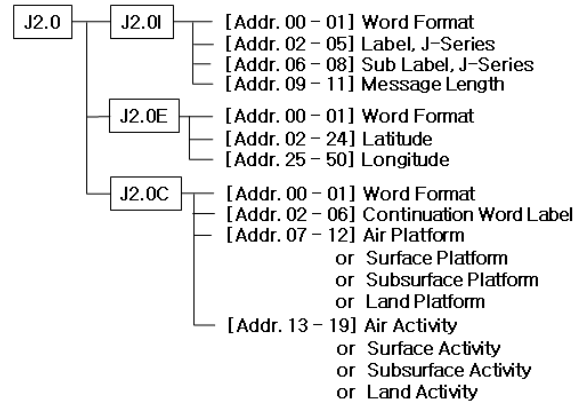 J2.0 J2.0I [Addr. 00 - 01] Word Format
[Addr. 02 - 05] Label, J-Series
[Addr. 06 - 08] Sub Label, J-Series
[Addr. 09 - 11] Message Length
J2.0E [Addr. 00 - 01] Word Format
[Addr. 02 - 24] Latitude
[Addr. 25 - 50] Longitude
J2.0C [Addr. 00 - 01] Word Format
[Addr. 02 - 06] Continuation Word Label
[Addr. 07 - 12] Air Platform
or Surface Platform
or Subsurface Platform
or Land Platform
[Addr. 13 - 19] Air Activity
or Surface Activity
or Subsurface Activity
or Land Activity